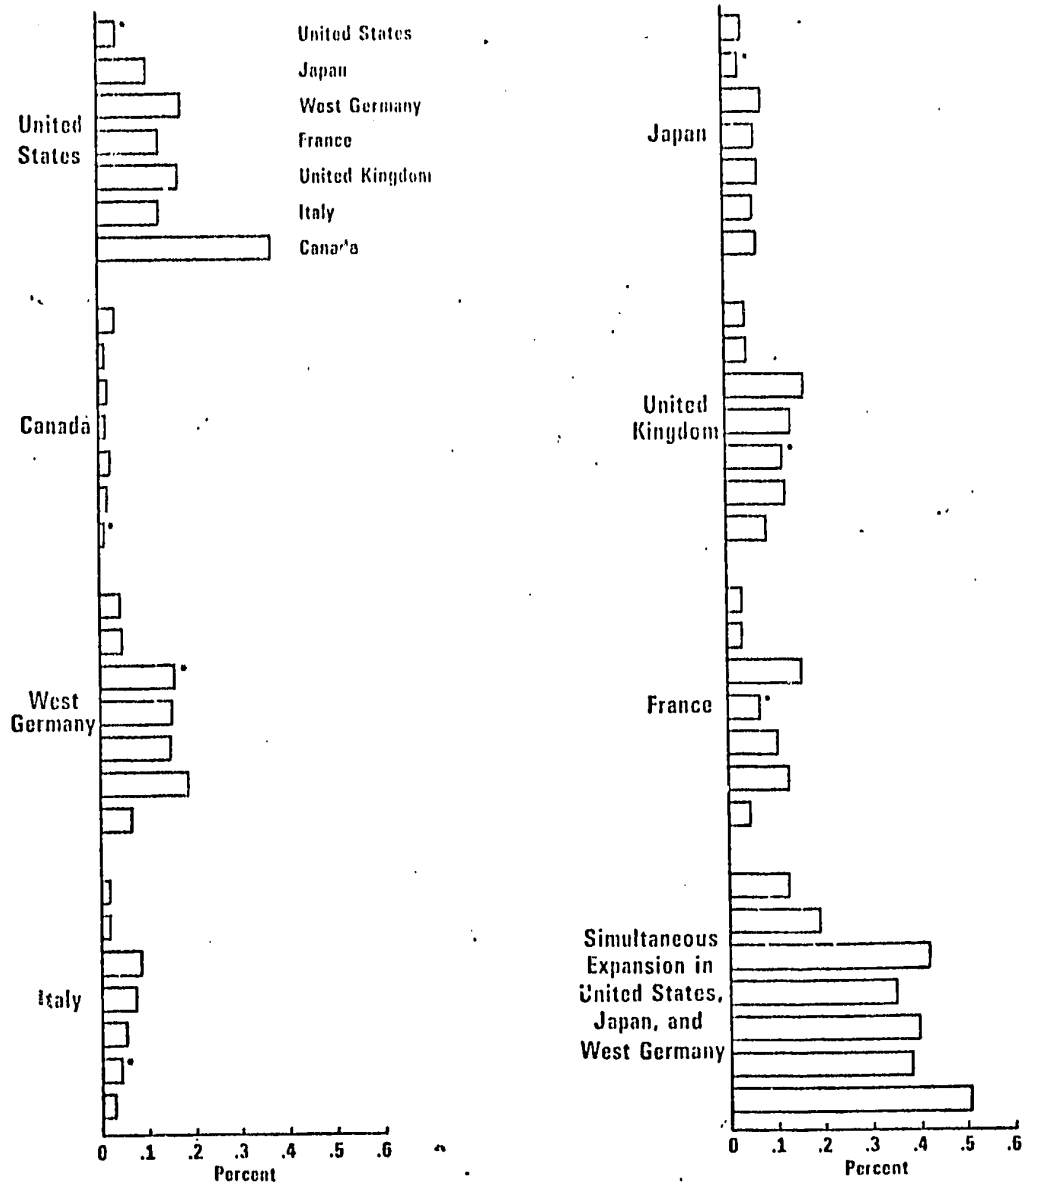 United States
Japan
West Germany
France
United Kingdom
Italy
Canada
United
States
Canada
West
Germany
Italy
0 .1 .2 .3 .4 .5 .6
Percent
Japan
United
Kingdom
France
Simultaneous
Expansion in
United States,
Japan, and
West Germany
0 .1 .2 .3 .4 .5 .6
Percent